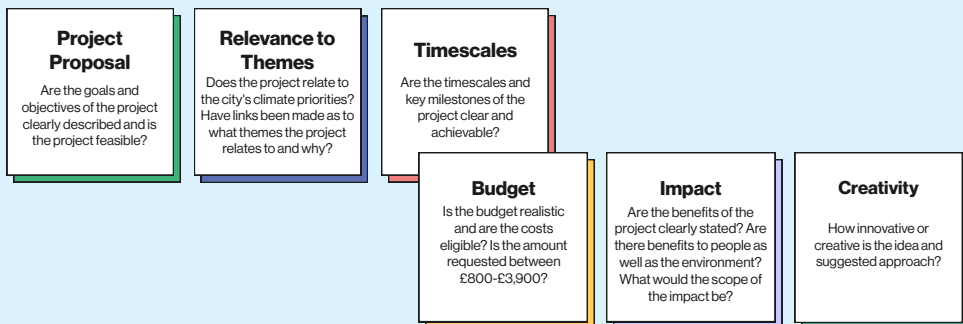 Project
Proposal
Are the goals and
objectives of the project
clearly described and is
the project feasible?
Relevance to
Themes
Does the project relate to
the city's climate priorities?
Have links been made as to
what themes the project
relates to and why?
Timescales
Are the timescales and
key milestones of the
project clear and
achievable?
Budget
Is the budget realistic
and are the costs
eligible? Is the amount
requested between
£800-£3,900?
Impact
Are the benefits of the
project clearly stated? Are
there benefits to people as
well as the environment?
What would the scope of
the impact be?
Creativity
How innovative or
creative is the idea and
suggested approach?